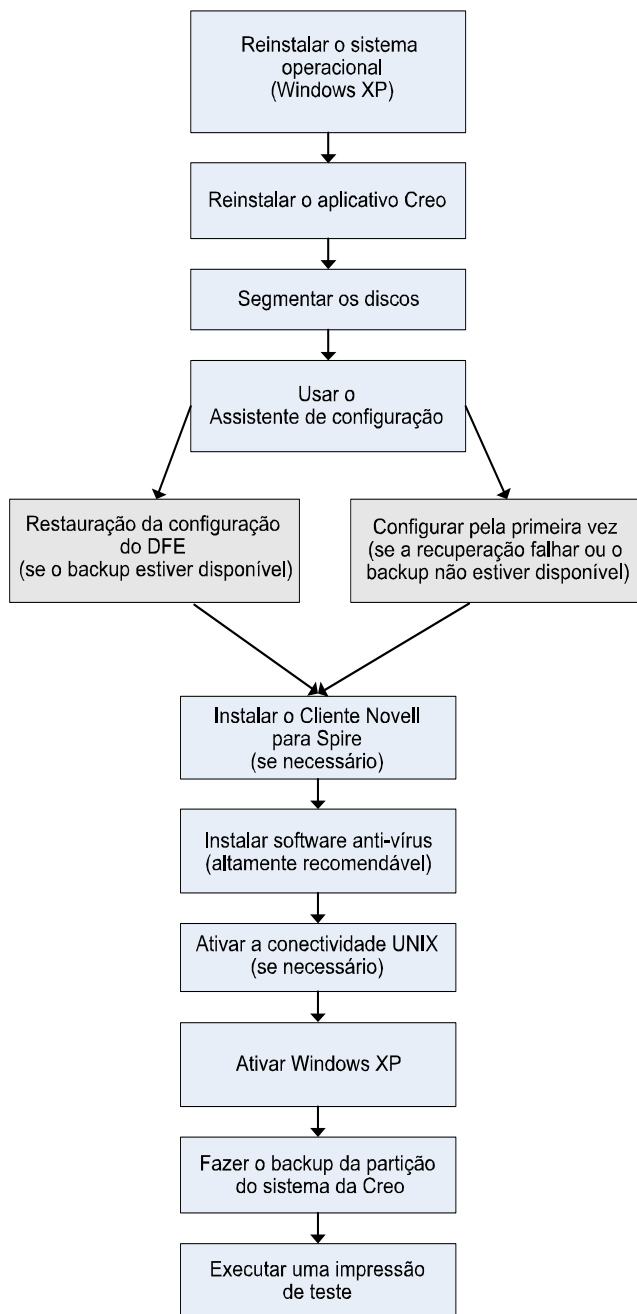 Reinstalar o sistema
operacional
(Windows XP)
Reinstalar o aplicativo Creo
Segmentar os discos
Usar o
Assistente de configuração
Restauração da configuração
do DFE
(se o backup estiver disponível)
Configurar pela primeira vez
(se a recuperação falhar ou o
backup não estiver disponível)
Instalar o Cliente Novell
para Spire
(se necessário)
Instalar software anti-vírus
(altamente recomendável)
Ativar a conectividade UNIX
(se necessário)
Ativar Windows XP
Fazer o backup da partição
do sistema da Creo
Executar uma impressão
de teste